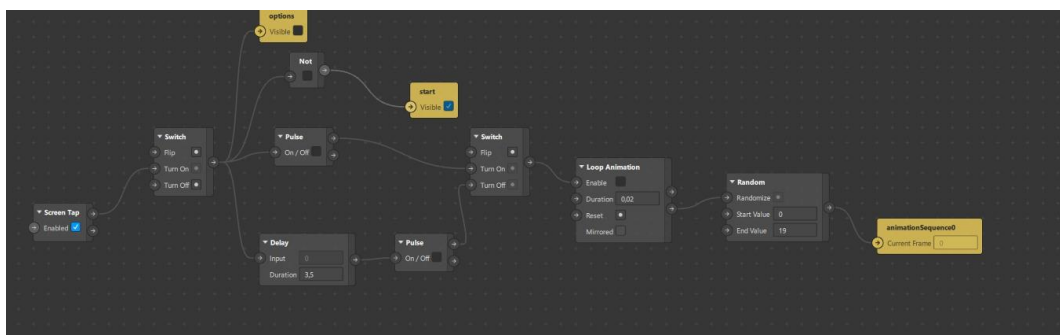 options
Visible
Not
start
Visible
Switch
Flip
Turn On
Turn Off
Pulse
On / Off
Switch
Flip
Turn On
Turn Off
Loop Animation
Enable
Duration 0,02
Reset
Mirrored
Random
Randomize
Start Value 0
End Value 19
Screen Tap
Enabled
Delay
Input 0
Duration 3,5
Pulse
On / Off
animationSequence0
Current Frame 0